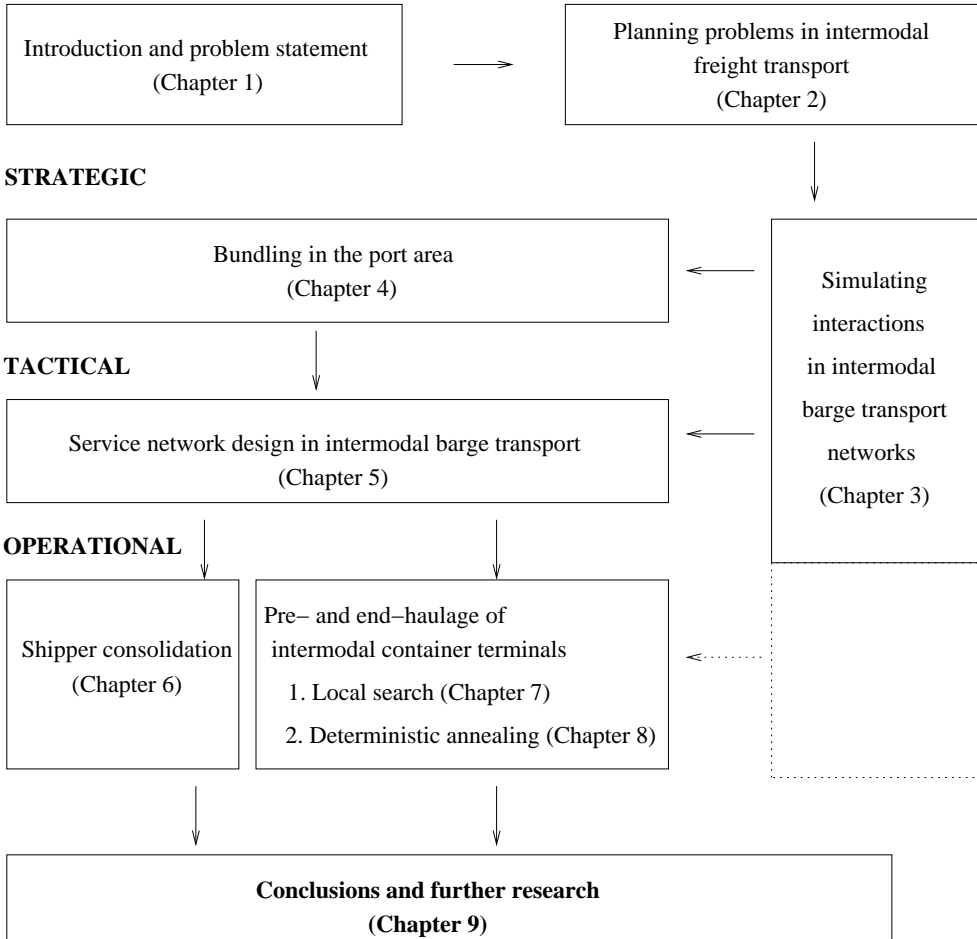 Introduction and problem statement
(Chapter 1)
Planning problems in intermodal
freight transport
(Chapter 2)
STRATEGIC
Bundling in the port area
(Chapter 4)
Simulating
interactions
in intermodal
barge transport
networks
(Chapter 3)
TACTICAL
Service network design in intermodal barge transport
(Chapter 5)
OPERATIONAL
Shipper consolidation
(Chapter 6)
Pre− and end−haulage of
intermodal container terminals
1. Local search (Chapter 7)
2. Deterministic annealing (Chapter 8)
Conclusions and further research
(Chapter 9)